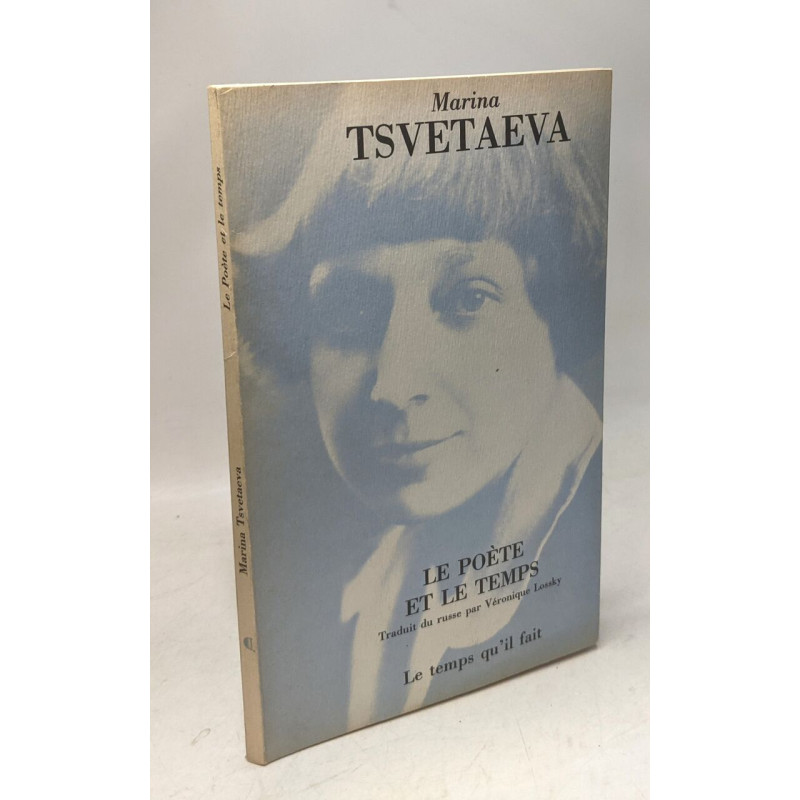 Marina
TSVETAEVA
LE POÈTE
ET LE TEMPS
Traduit du russe par Véronique Lossky
Le temps qu'il fait
Marina Tsvetaeva
Le Poète et le temps